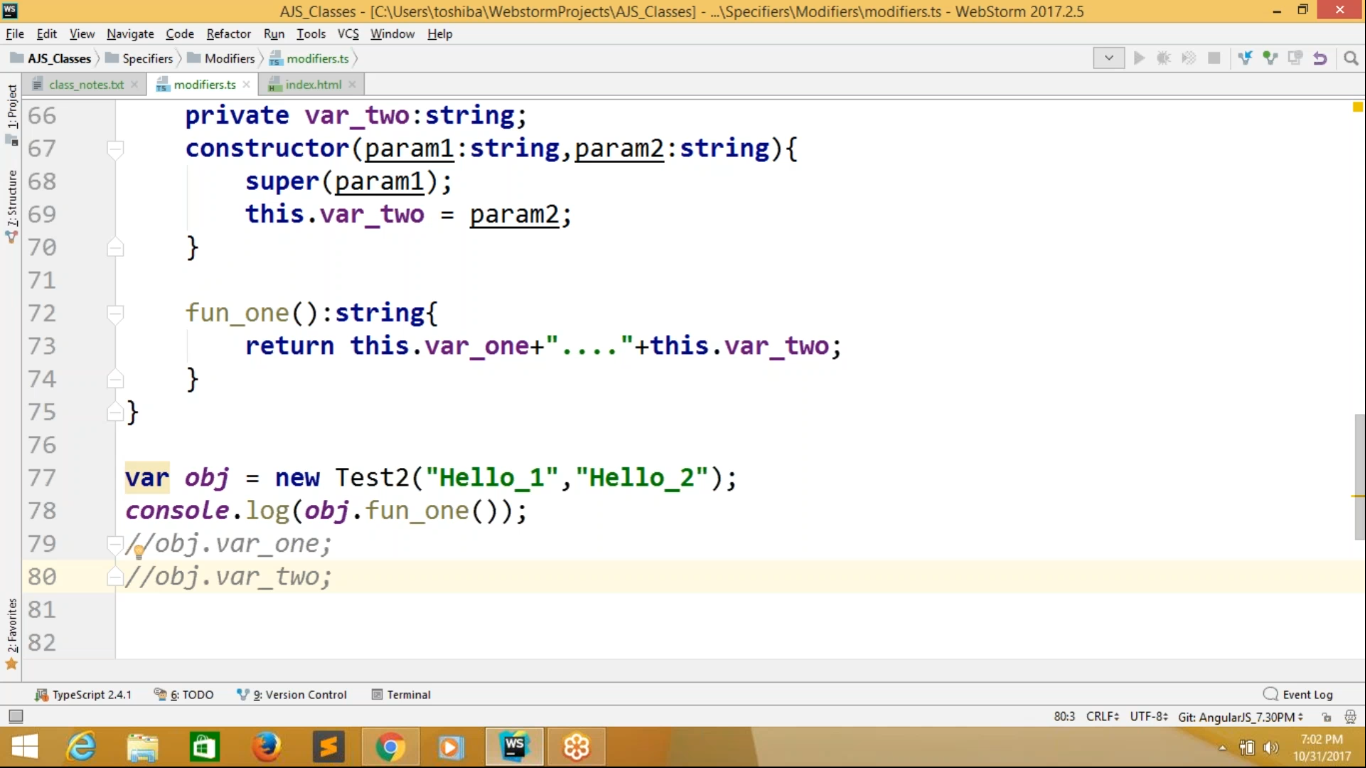 AJS_Classes - [C:\Users\toshiba\WebstormProjects\AJS_Classes] - ...\Specifiers\Modifiers\modifiers.ts - WebStorm 2017.2.5
File Edit View Navigate Code Refactor Run Tools VCS Window Help
AJS_Classes Specifiers Modifiers modifiers.ts
class_notes.txt modifiers.ts index.html
1: Project
7: Structure
2: Favorites
66 private var_two:string;
67 constructor(param1:string,param2:string){
68 super(param1);
69 this.var_two = param2;
70 }
71
72 fun_one():string{
73 return this.var_one+"...."+this.var_two;
74 }
75 }
76
77 var obj = new Test2("Hello_1","Hello_2");
78 console.log(obj.fun_one());
79 //obj.var_one;
80 //obj.var_two;
81
82
TypeScript 2.4.1 6: TODO 9: Version Control Terminal Event Log
80:3 CRLF UTF-8 Git: AngularJS_7.30PM
7:02 PM
10/31/2017